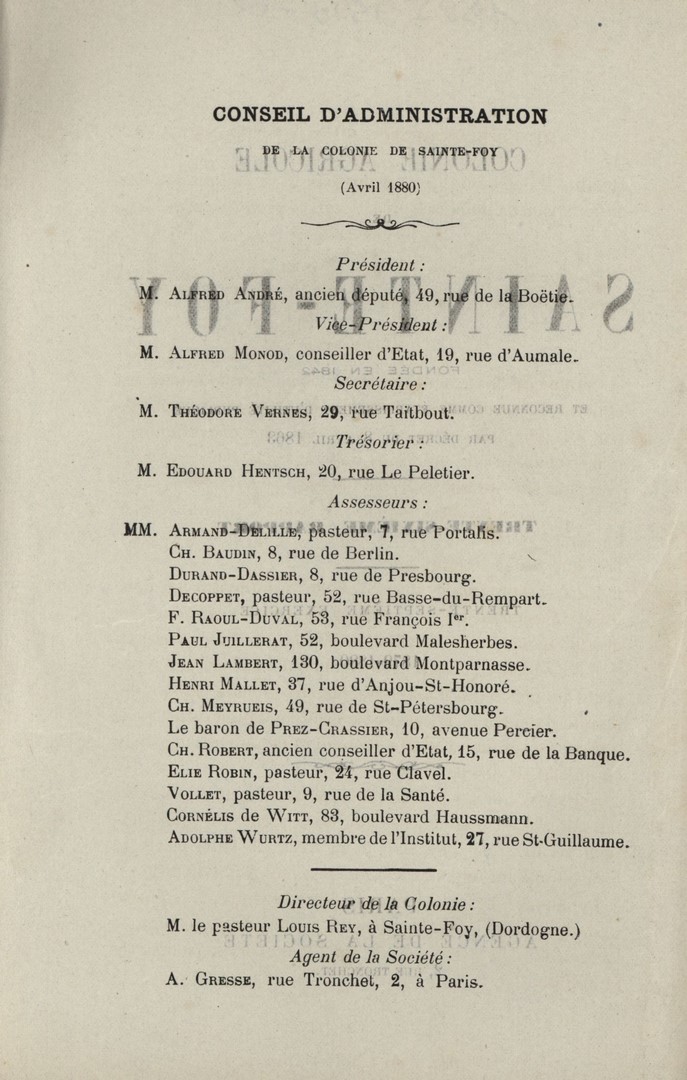 CONSEIL D'ADMINISTRATION
DE LA COLONIE DE SAINTE-FOY
(Avril 1880)
Président :
M. ALFRED ANDRÉ, ancien député, 49, rue de la Boëtie.
Vice-Président :
M. ALFRED MONOD, conseiller d'Etat, 19, rue d'Aumale.
Secrétaire :
M. THÉODORE VERNES, 29, rue Taitbout.
Trésorier :
M. EDOUARD HENTSCH, 20, rue Le Peletier.
Assesseurs :
MM. ARMAND-DELILLE, pasteur, 7, rue Portalis.
CH. BAUDIN, 8, rue de Berlin.
DURAND-DASSIER, 8, rue de Presbourg.
DECOPPET, pasteur, 52, rue Basse-du-Rempart.
F. RAOUL-DUVAL, 53, rue François Ier.
PAUL JUILLERAT, 52, boulevard Malesherbes.
JEAN LAMBERT, 130, boulevard Montparnasse.
HENRI MALLET, 37, rue d'Anjou-St-Honoré.
CH. MEYRUEIS, 49, rue de St-Pétersbourg.
Le baron de PREZ-CRASSIER, 10, avenue Percier.
CH. ROBERT, ancien conseiller d'Etat, 15, rue de la Banque.
ELIE ROBIN, pasteur, 24, rue Clavel.
VOLLET, pasteur, 9, rue de la Santé.
CORNÉLIS de WITT, 83, boulevard Haussmann.
ADOLPHE WURTZ, membre de l'Institut, 27, rue St-Guillaume.
Directeur de la Colonie :
M. le pasteur LOUIS REY, à Sainte-Foy, (Dordogne.)
Agent de la Société :
A. GRESSE, rue Tronchet, 2, à Paris.